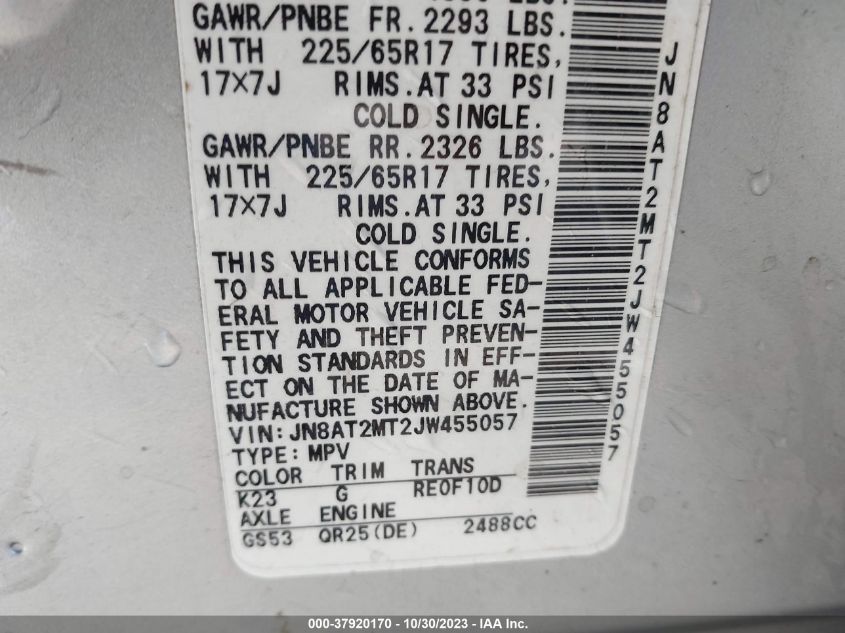 GAWR/PNBE FR. 2293 LBS.
WITH 225/65R17 TIRES,
17X7J RIMS.AT 33 PSI
COLD SINGLE.
GAWR/PNBE RR. 2326 LBS.
WITH 225/65R17 TIRES,
17X7J RIMS.AT 33 PSI
COLD SINGLE.
THIS VEHICLE CONFORMS
TO ALL APPLICABLE FED-
ERAL MOTOR VEHICLE SA-
FETY AND THEFT PREVEN-
TION STANDARDS IN EFF-
ECT ON THE DATE OF MA-
NUFACTURE SHOWN ABOVE.
VIN: JN8AT2MT2JW455057
TYPE: MPV
COLOR TRIM TRANS
K23 G RE0F10D
AXLE ENGINE
GS53 QR25(DE) 2488CC
JN8AT2MT2JW455057
000-37920170 - 10/30/2023 - IAA Inc.